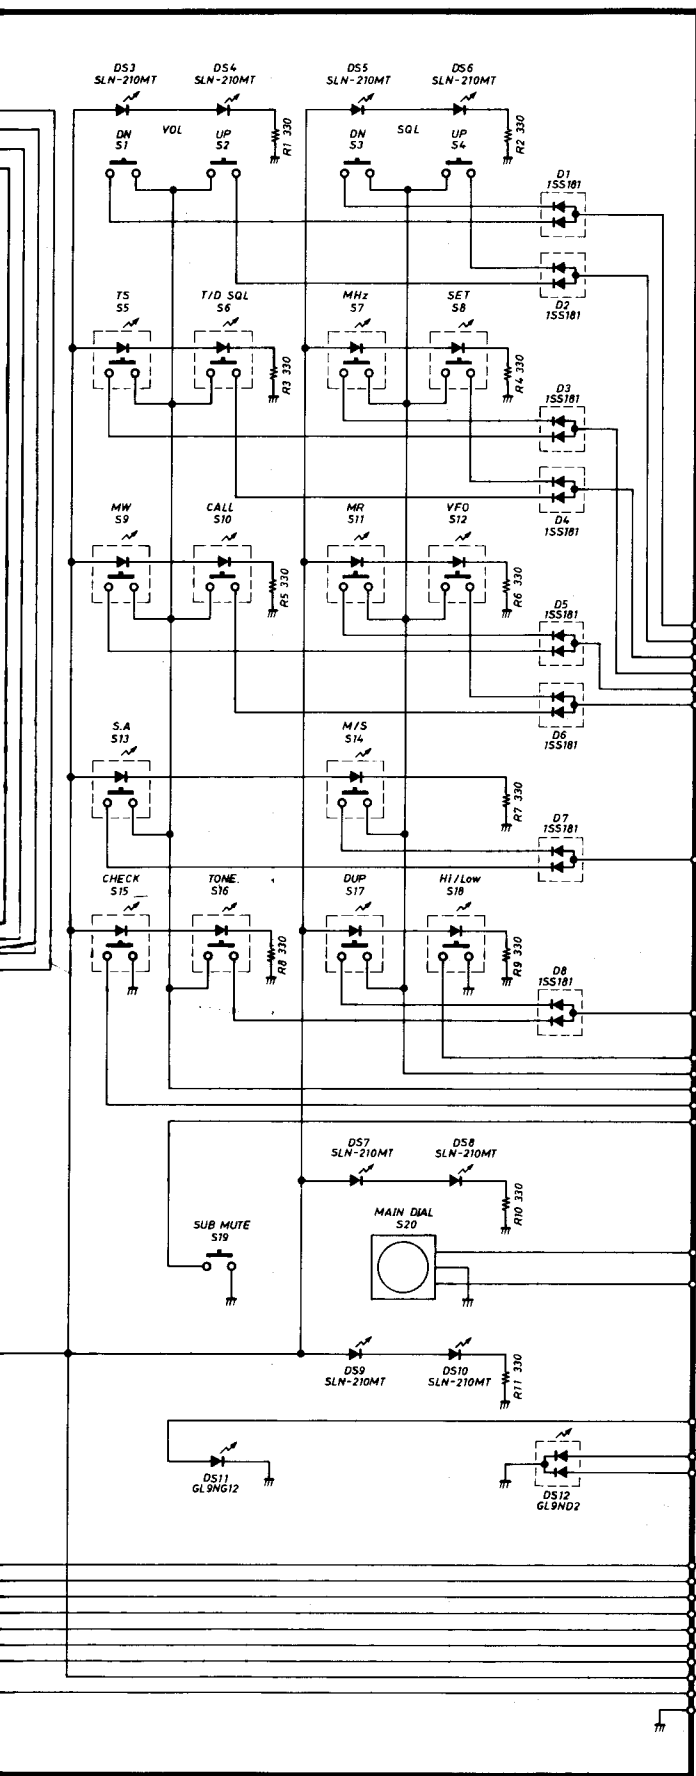 DS3
SLN-210MT
DS4
SLN-210MT
DS5
SLN-210MT
DS6
SLN-210MT
DN
S1
VOL
UP
S2
R1 330
DN
S3
SQL
UP
S4
R2 330
D1
1SS181
D2
1SS181
TS
S5
T/D SQL
S6
R3 330
MHz
S7
SET
S8
R4 330
D3
1SS181
D4
1SS181
MW
S9
CALL
S10
R5 330
MR
S11
VFO
S12
R6 330
D5
1SS181
D6
1SS181
S.A
S13
M/S
S14
R7 330
D7
1SS181
CHECK
S15
TONE
S16
R8 330
DUP
S17
Hi/Low
S18
R9 330
D8
1SS181
DS7
SLN-210MT
DS8
SLN-210MT
R10 330
SUB MUTE
S19
MAIN DIAL
S20
DS9
SLN-210MT
DS10
SLN-210MT
R11 330
DS11
GL9NG12
DS12
GL9ND2